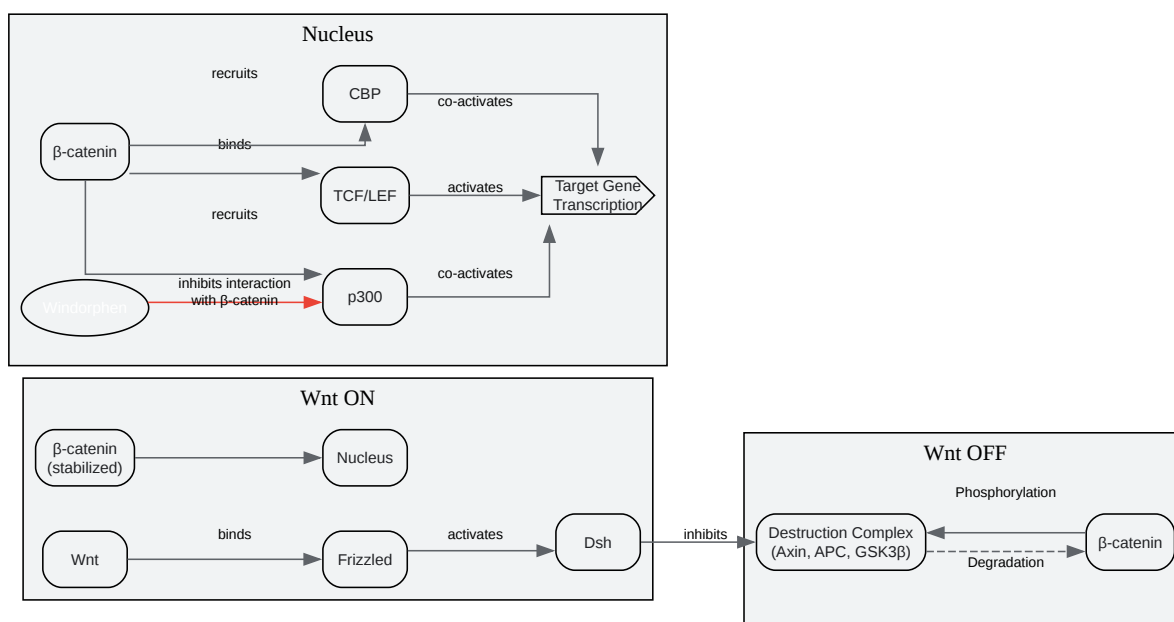 Nucleus
recruits
CBP
co-activates
β-catenin
binds
TCF/LEF
activates
Target Gene
Transcription
recruits
co-activates
inhibits interaction
with β-catenin
Windorphen
p300
Wnt ON
β-catenin
(stabilized)
Nucleus
Wnt
binds
Frizzled
activates
Dsh
inhibits
Wnt OFF
Phosphorylation
Destruction Complex
(Axin, APC, GSK3β)
β-catenin
Degradation